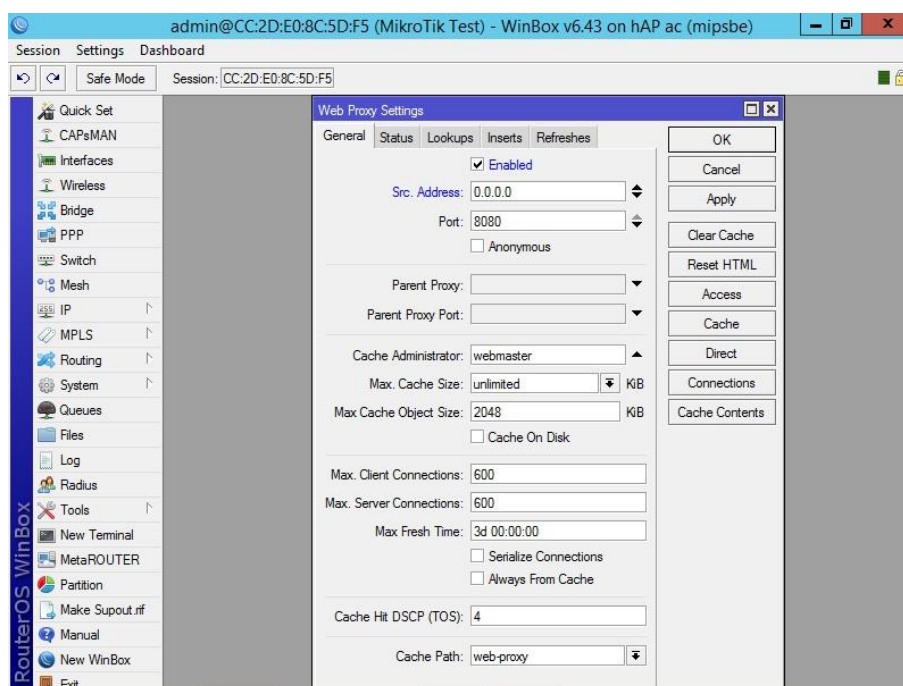 admin@CC:2D:E0:8C:5D:F5 (MikroTik Test) - WinBox v6.43 on hAP ac (mipsbe)
Session Settings Dashboard
Safe Mode Session: CC:2D:E0:8C:5D:F5
RouterOS WinBox
Quick Set
CAPsMAN
Interfaces
Wireless
Bridge
PPP
Switch
Mesh
IP
MPLS
Routing
System
Queues
Files
Log
Radius
Tools
New Terminal
MetaROUTER
Partition
Make Supout.rif
Manual
New WinBox
Exit
Web Proxy Settings
General Status Lookups Inserts Refreshes
Enabled
Src. Address: 0.0.0.0
Port: 8080
Anonymous
Parent Proxy:
Parent Proxy Port:
Cache Administrator: webmaster
Max. Cache Size: unlimited KiB
Max Cache Object Size: 2048 KiB
Cache On Disk
Max. Client Connections: 600
Max. Server Connections: 600
Max Fresh Time: 3d 00:00:00
Serialize Connections
Always From Cache
Cache Hit DSCP (TOS): 4
Cache Path: web-proxy
OK
Cancel
Apply
Clear Cache
Reset HTML
Access
Cache
Direct
Connections
Cache Contents